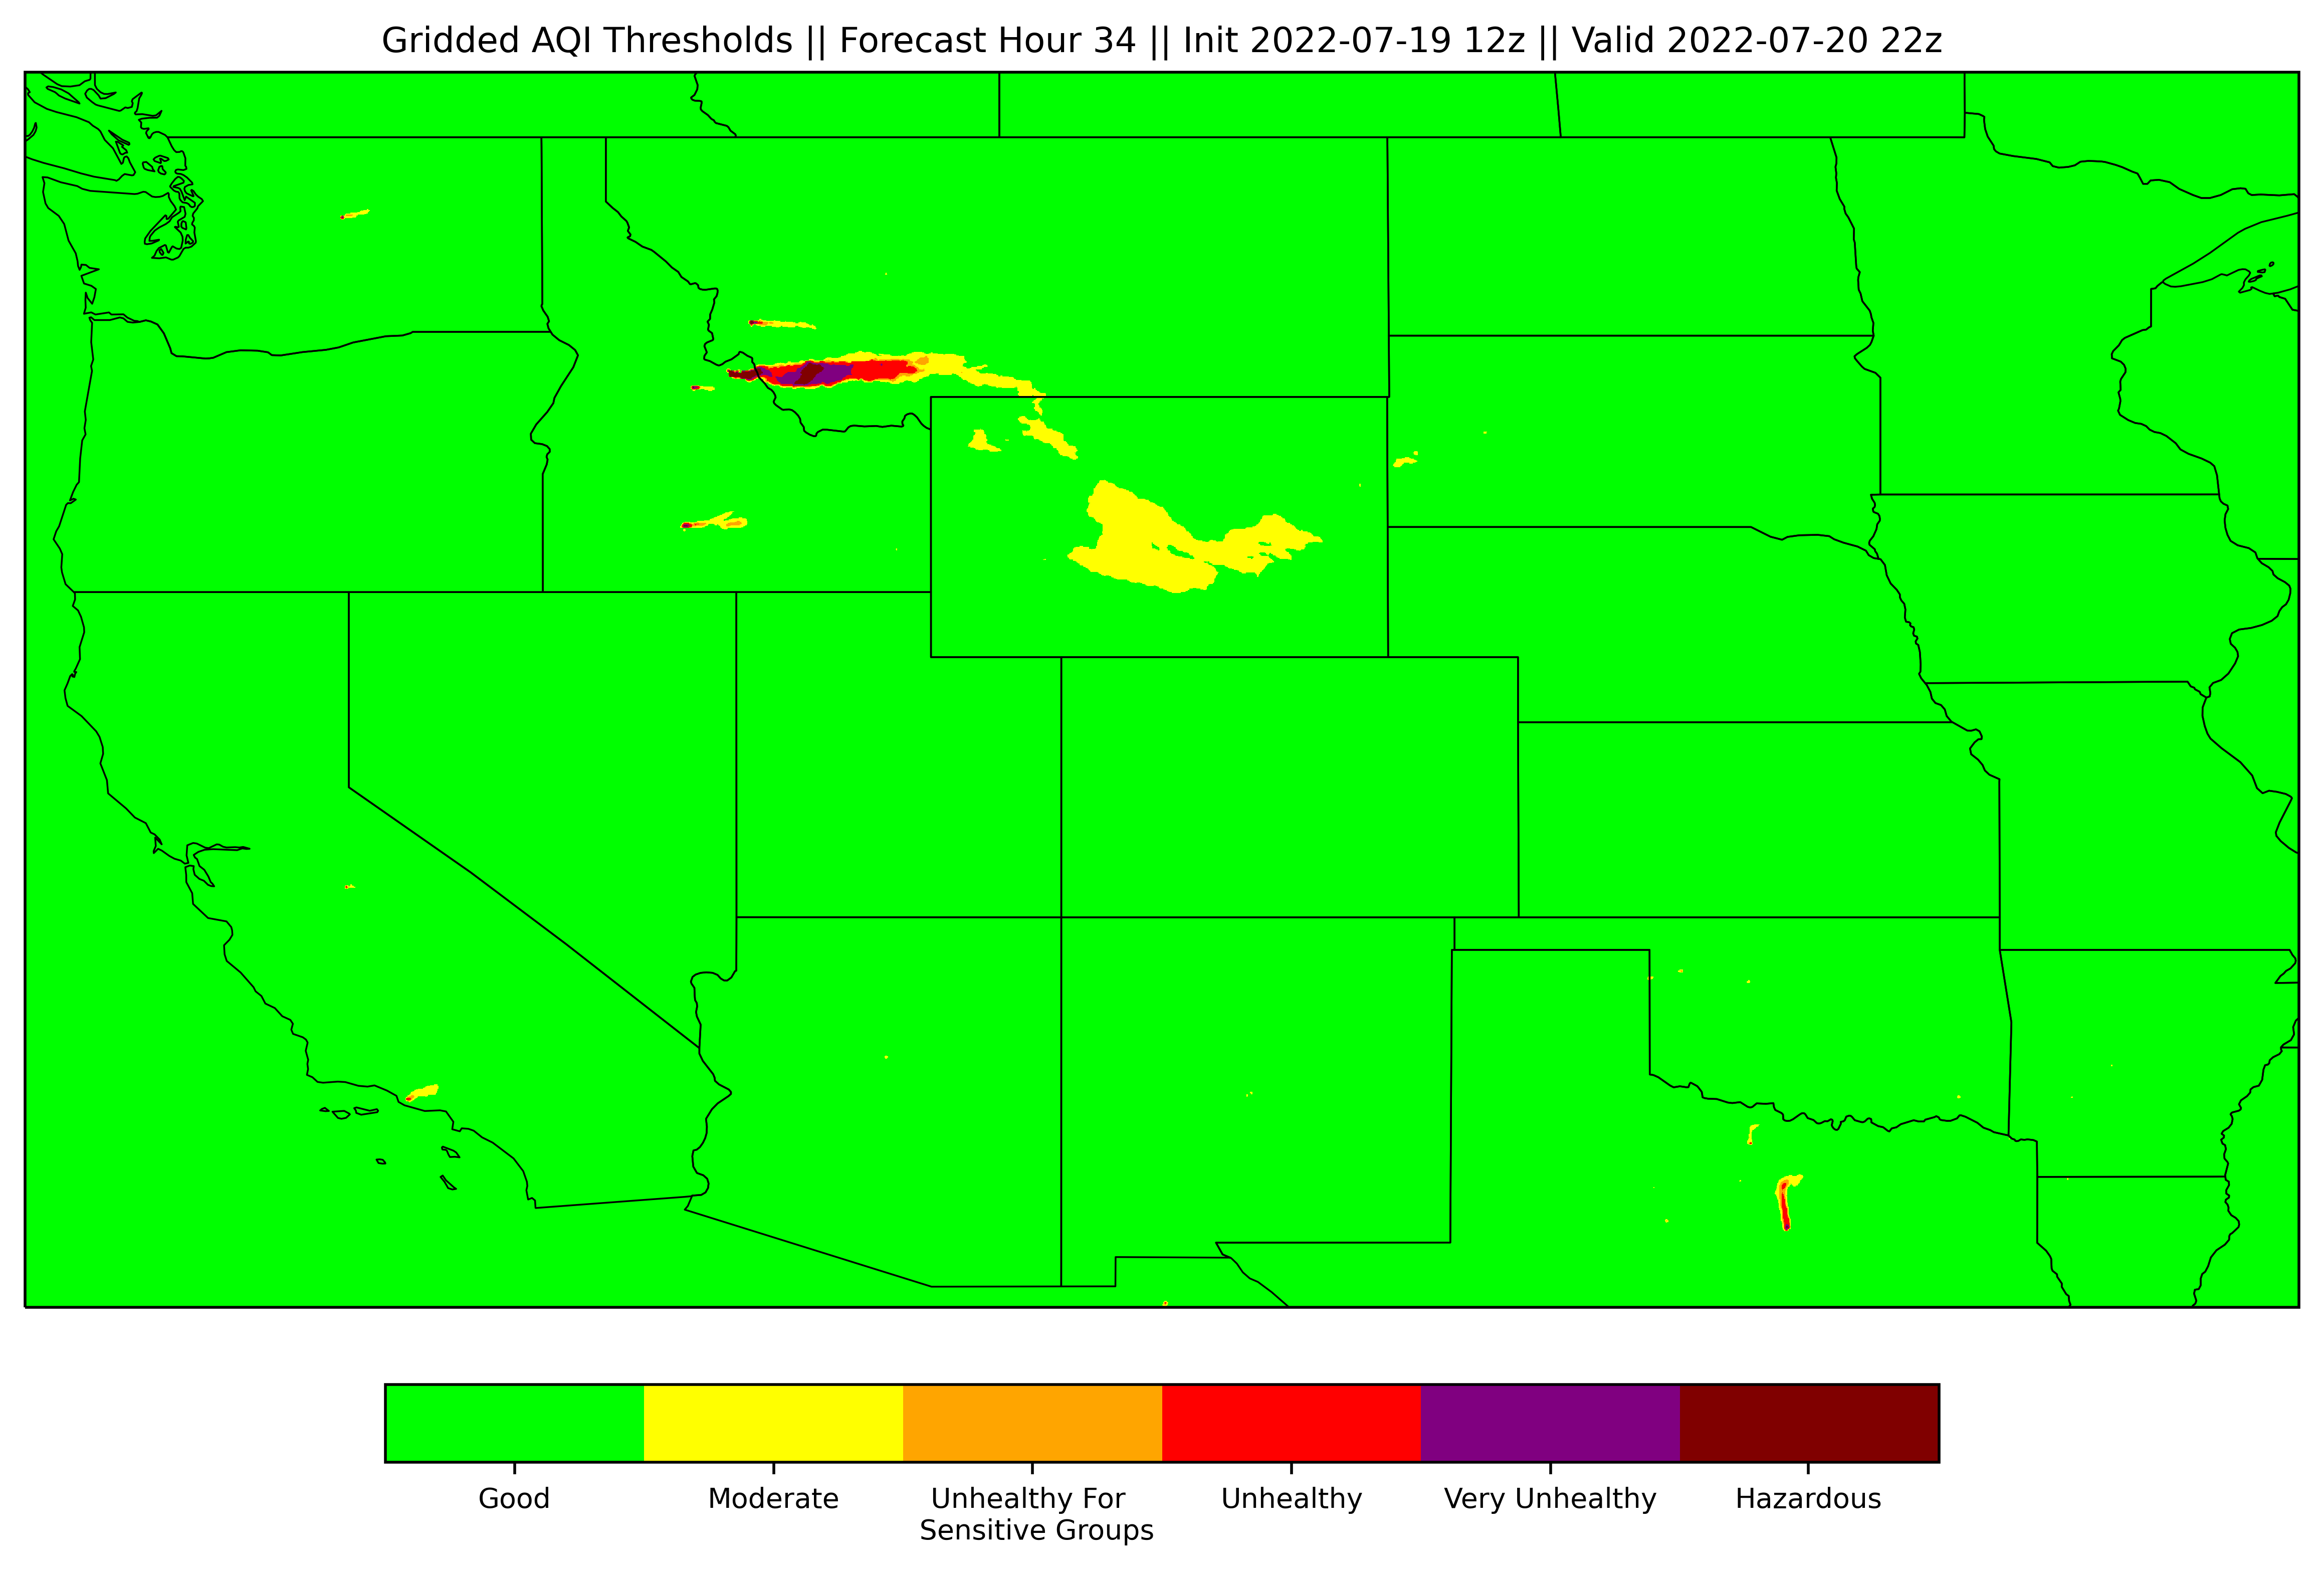 Gridded AQI Thresholds || Forecast Hour 34 || Init 2022-07-19 12z || Valid 2022-07-20 22z
Good
Moderate
Unhealthy For
Sensitive Groups
Unhealthy
Very Unhealthy
Hazardous